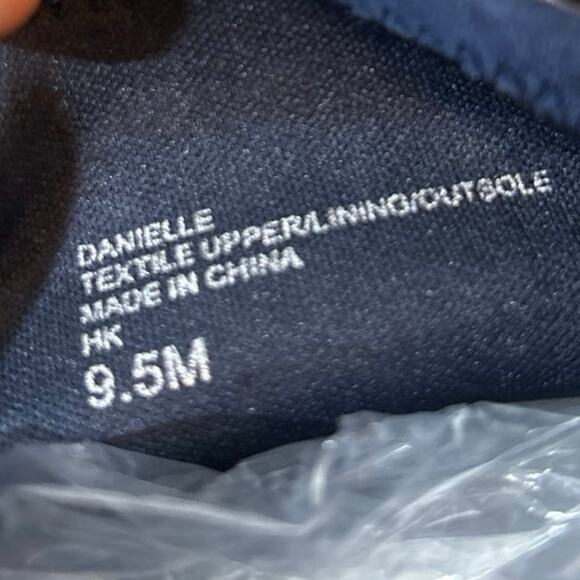 DANIELLE
TEXTILE UPPER/LINING/OUTSOLE
MADE IN CHINA
HK
9.5M